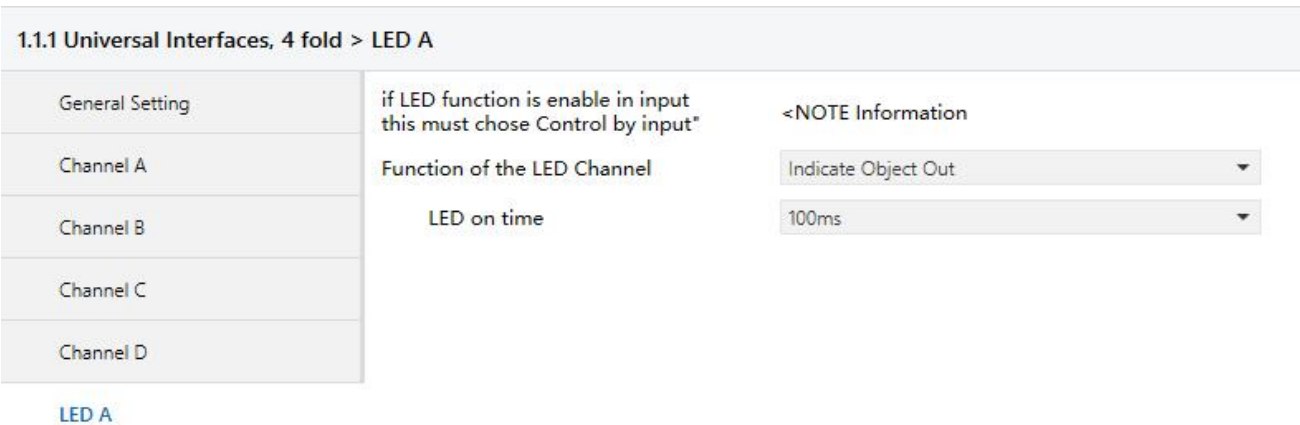 1.1.1 Universal Interfaces, 4 fold > LED A
General Setting
Channel A
Channel B
Channel C
Channel D
LED A
if LED function is enable in input
this must chose Control by input"
<NOTE Information
Function of the LED Channel
Indicate Object Out
LED on time
100ms